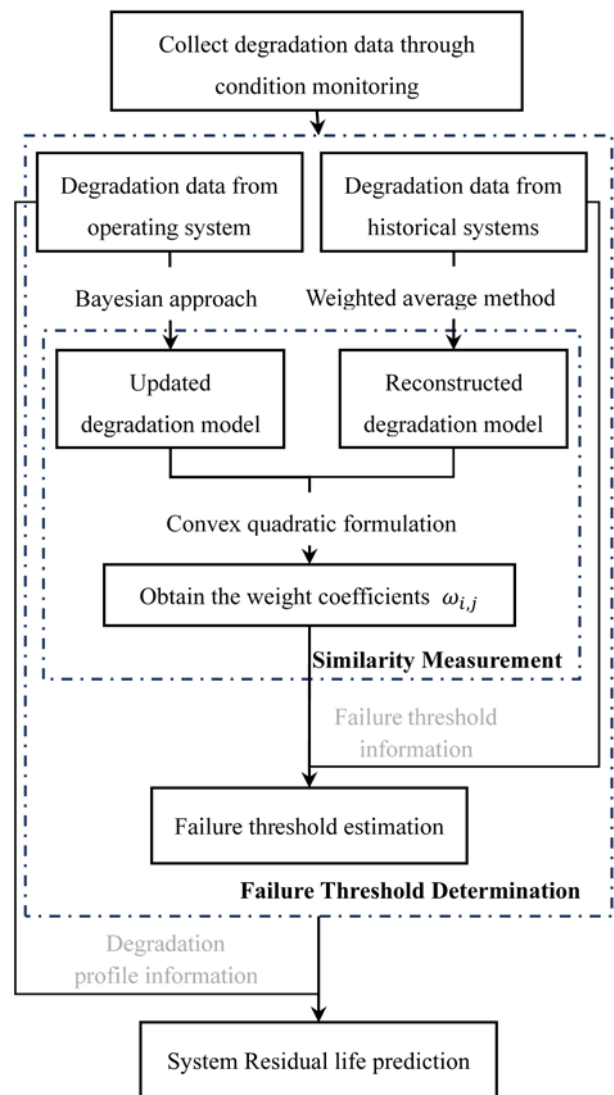 Collect degradation data through
condition monitoring
Degradation data from
operating system
Degradation data from
historical systems
Bayesian approach
Weighted average method
Updated
degradation model
Reconstructed
degradation model
Convex quadratic formulation
Obtain the weight coefficients ω_{i,j}
Similarity Measurement
Failure threshold
information
Failure threshold estimation
Failure Threshold Determination
Degradation
profile information
System Residual life prediction